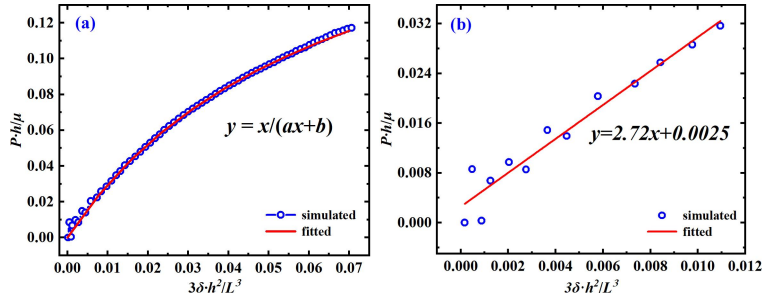 (a)
P·h/μ
0.12
0.10
0.08
0.06
0.04
0.02
0.00
y = x/(ax+b)
simulated
fitted
0.00 0.01 0.02 0.03 0.04 0.05 0.06 0.07
3δ·h²/L³
(b)
P·h/μ
0.032
0.024
0.016
0.008
0.000
y=2.72x+0.0025
simulated
fitted
0.000 0.002 0.004 0.006 0.008 0.010 0.012
3δ·h²/L³